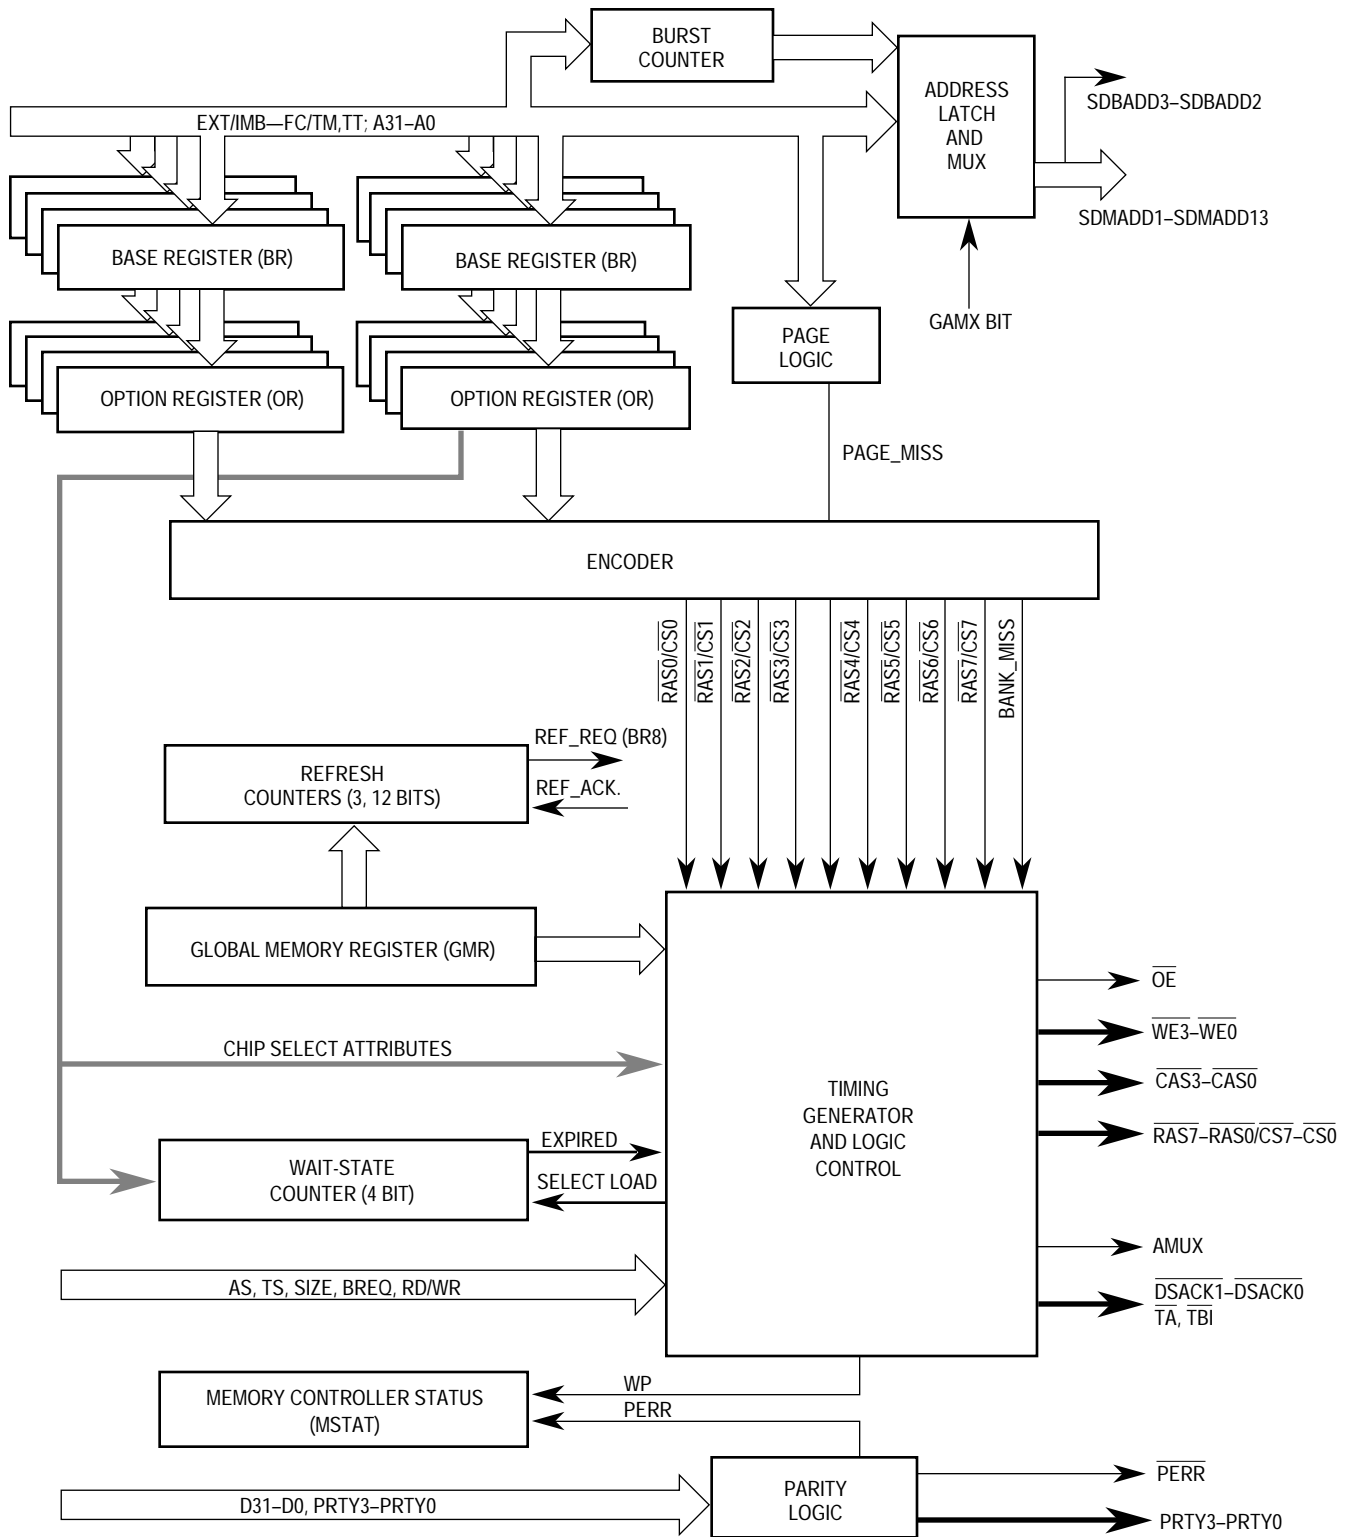 BURST
COUNTER
ADDRESS
LATCH
AND
MUX
SDBADD3–SDBADD2
EXT/IMB—FC/TM,TT; A31–A0
SDMADD1–SDMADD13
BASE REGISTER (BR)
BASE REGISTER (BR)
GAMX BIT
PAGE
LOGIC
OPTION REGISTER (OR)
OPTION REGISTER (OR)
PAGE_MISS
ENCODER
RAS0/CS0
RAS1/CS1
RAS2/CS2
RAS3/CS3
RAS4/CS4
RAS5/CS5
RAS6/CS6
RAS7/CS7
BANK_MISS
REF_REQ (BR8)
REFRESH
COUNTERS (3, 12 BITS)
REF_ACK.
GLOBAL MEMORY REGISTER (GMR)
OE
WE3–WE0
CHIP SELECT ATTRIBUTES
CAS3–CAS0
TIMING
GENERATOR
AND LOGIC
CONTROL
RAS7–RAS0/CS7–CS0
EXPIRED
WAIT-STATE
COUNTER (4 BIT)
SELECT LOAD
AMUX
AS, TS, SIZE, BREQ, RD/WR
DSACK1–DSACK0
TA, TBI
WP
MEMORY CONTROLLER STATUS
(MSTAT)
PERR
PERR
PARITY
LOGIC
D31–D0, PRTY3–PRTY0
PRTY3–PRTY0